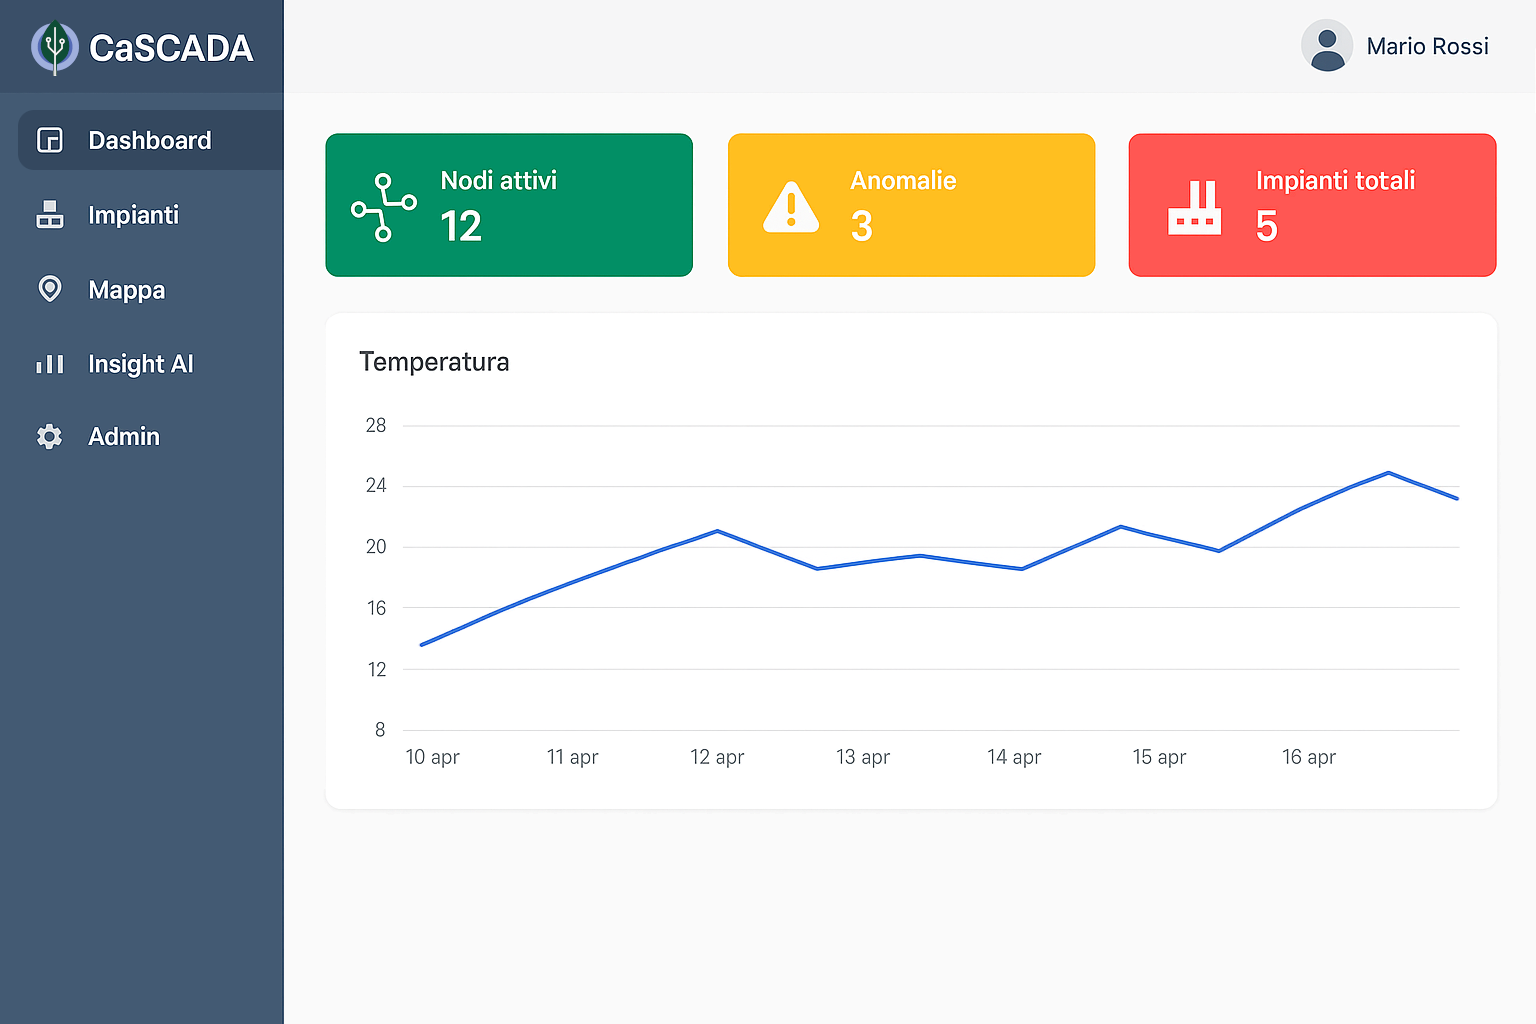 CaSCADA
Mario Rossi
Dashboard
Impianti
Mappa
Insight AI
Admin
Nodi attivi
12
Anomalie
3
Impianti totali
5
Temperatura
28
24
20
16
12
8
10 apr
11 apr
12 apr
13 apr
14 apr
15 apr
16 apr